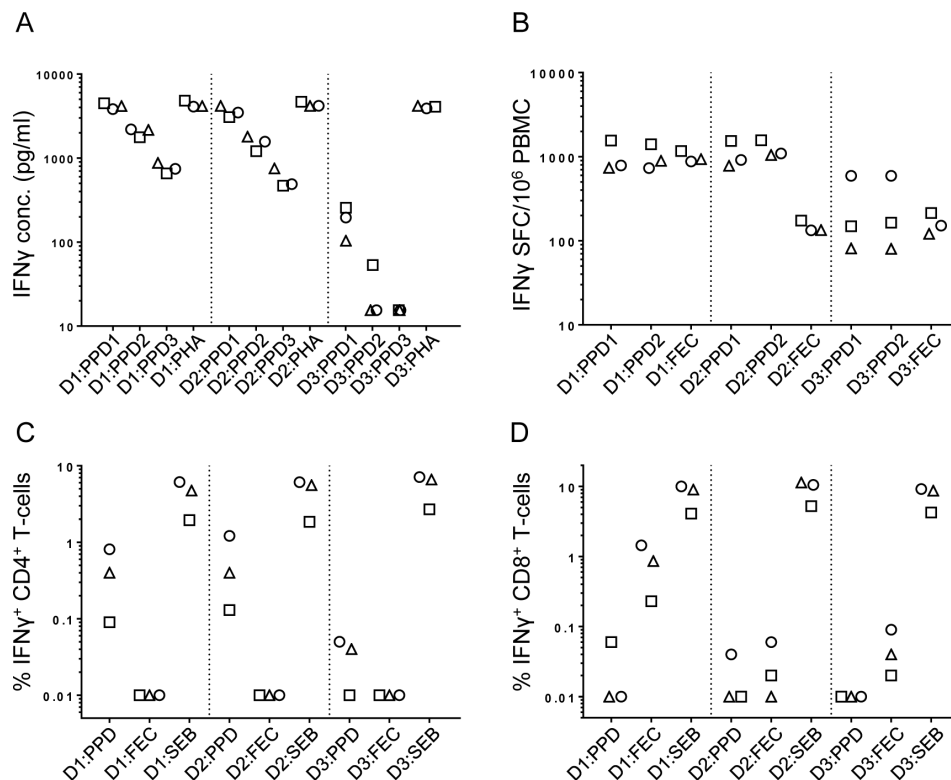 A
IFNγ conc. (pg/ml)
10000
1000
100
10
D1:PPD1
D1:PPD2
D1:PPD3
D1:PHA
D2:PPD1
D2:PPD2
D2:PPD3
D2:PHA
D3:PPD1
D3:PPD2
D3:PPD3
D3:PHA
B
IFNγ SFC/10⁶ PBMC
10000
1000
100
10
D1:PPD1
D1:PPD2
D1:FEC
D2:PPD1
D2:PPD2
D2:FEC
D3:PPD1
D3:PPD2
D3:FEC
C
% IFNγ⁺ CD4⁺ T-cells
10
1
0.1
0.01
D1:PPD
D1:FEC
D1:SEB
D2:PPD
D2:FEC
D2:SEB
D3:PPD
D3:FEC
D3:SEB
D
% IFNγ⁺ CD8⁺ T-cells
10
1
0.1
0.01
D1:PPD
D1:FEC
D1:SEB
D2:PPD
D2:FEC
D2:SEB
D3:PPD
D3:FEC
D3:SEB